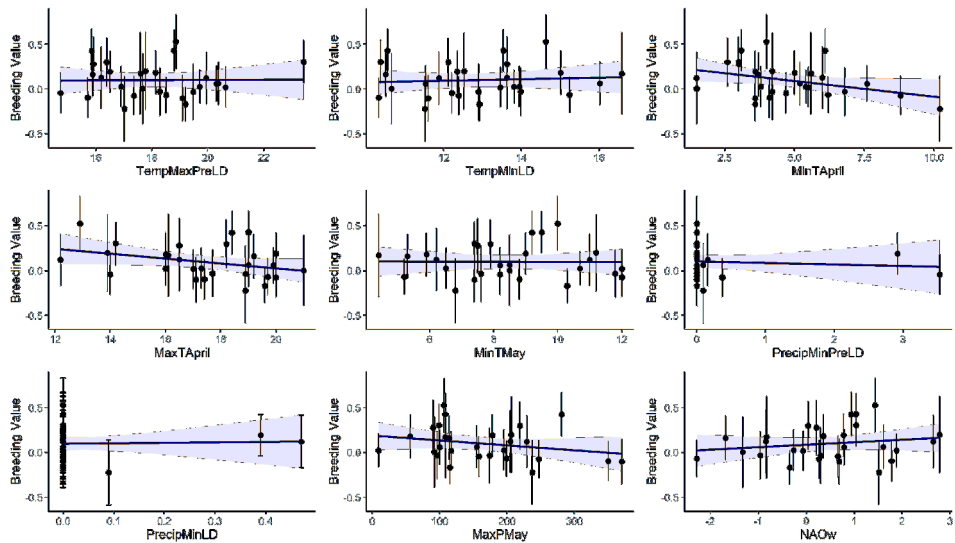 Breeding Value Breeding Value Breeding Value
0.5 0.5 0.5
0.0 0.0 0.0
-0.5 -0.5 -0.5
16 18 20 22 12 14 16 2.5 5.0 7.5 10.0
TempMaxPreLD TempMinLD MinTApril
Breeding Value Breeding Value Breeding Value
0.5 0.5 0.5
0.0 0.0 0.0
-0.5 -0.5 -0.5
12 14 16 18 20 6 8 10 12 0 1 2 3
MaxTApril MinTMay PrecipMinPreLD
Breeding Value Breeding Value Breeding Value
0.5 0.5 0.5
0.0 0.0 0.0
-0.5 -0.5 -0.5
0.0 0.1 0.2 0.3 0.4 0 100 200 300 -2 -1 0 1 2 3
PrecipMinLD MaxPMay NAOw